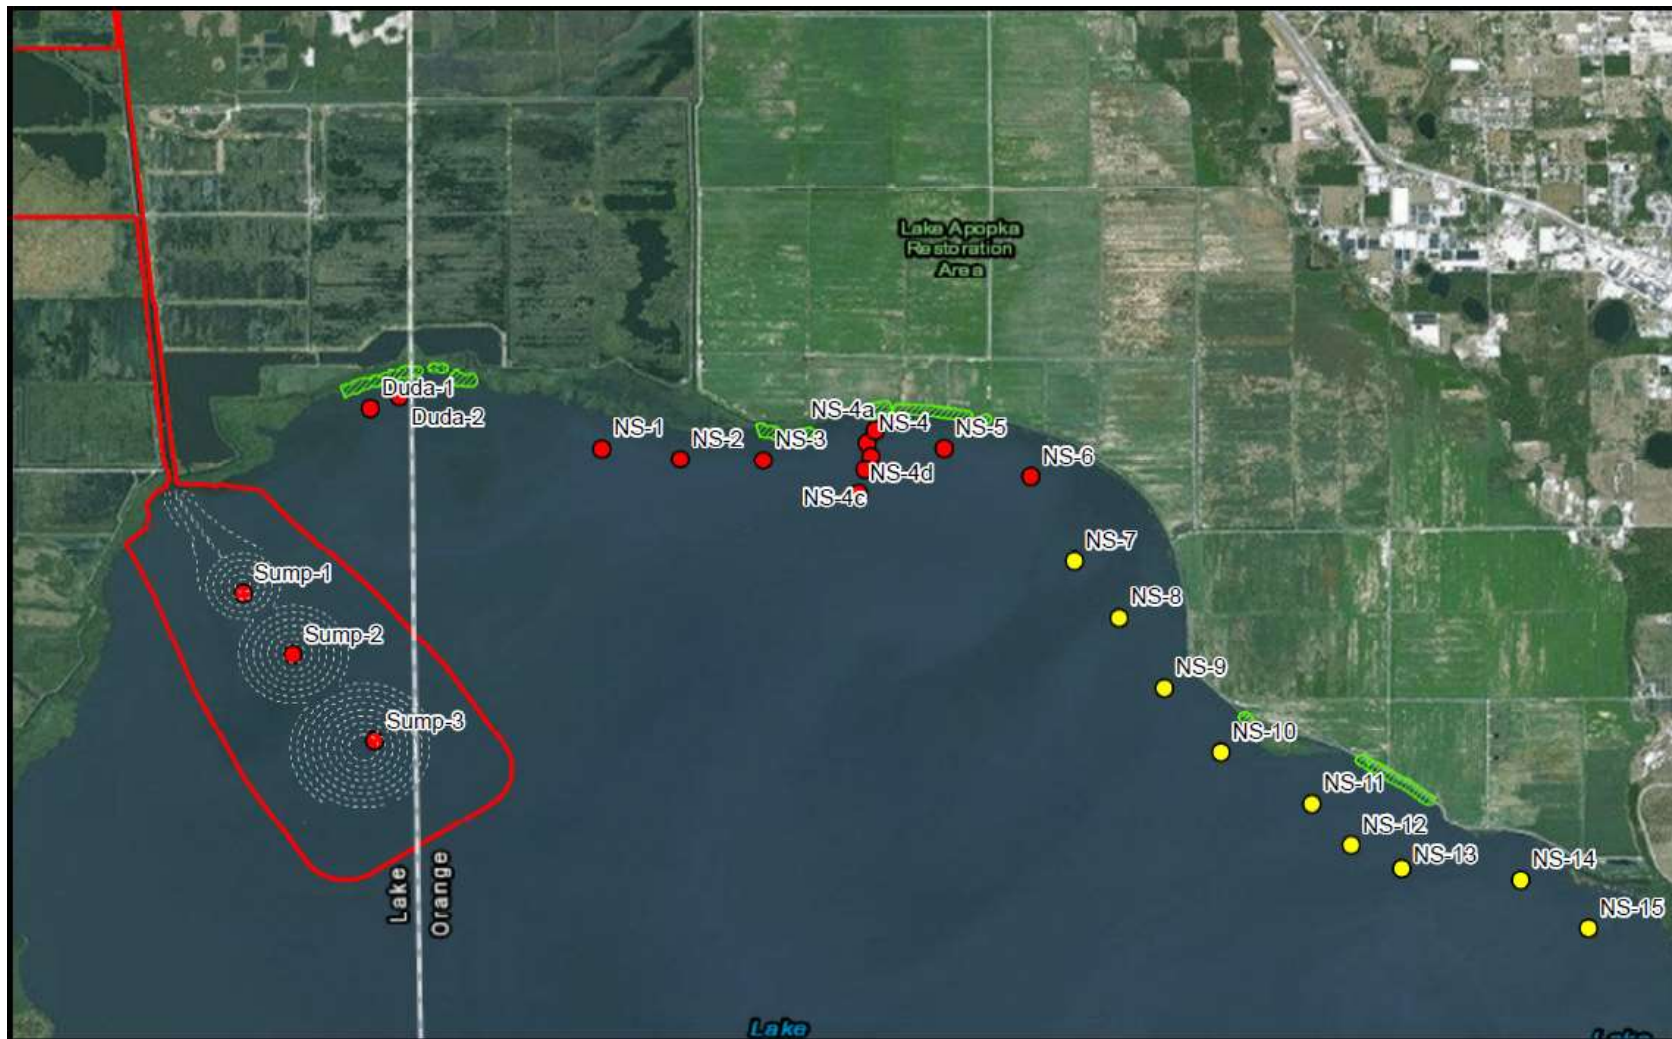 Lake Apopka
Restoration
Area
Duda-1
Duda-2
NS-1
NS-2
NS-3
NS-4a
NS-4
NS-4d
NS-4c
NS-5
NS-6
NS-7
NS-8
NS-9
NS-10
NS-11
NS-12
NS-13
NS-14
NS-15
Sump-1
Sump-2
Sump-3
Lake
Orange
Lake
Lake